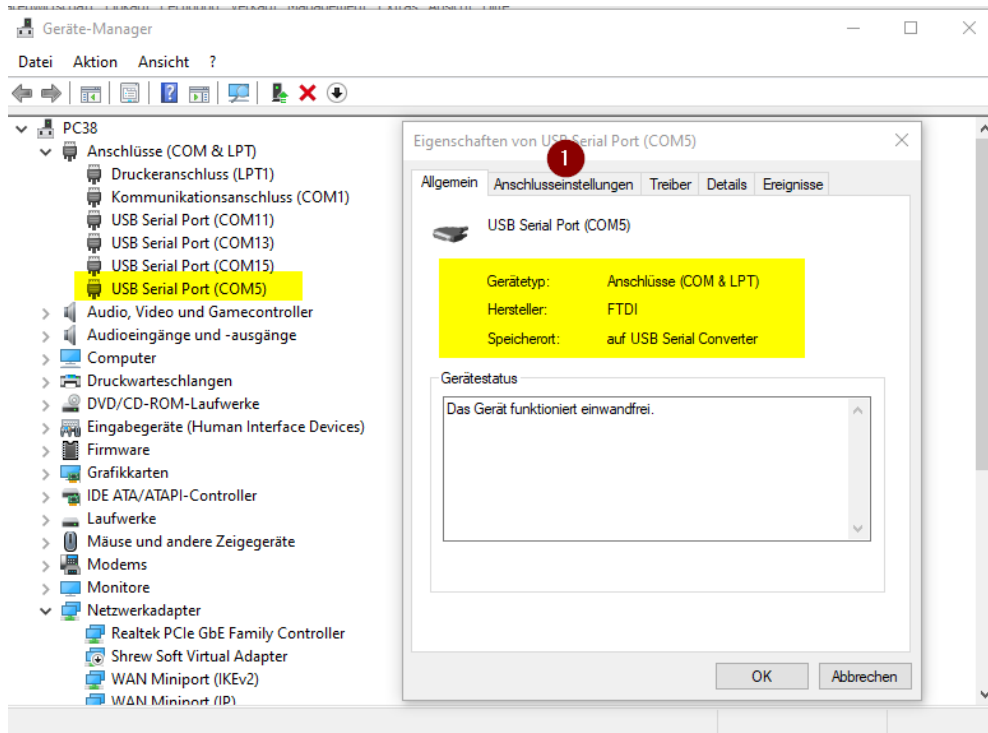 Geräte-Manager
Datei Aktion Ansicht ?
PC38
Anschlüsse (COM & LPT)
Druckeranschluss (LPT1)
Kommunikationsanschluss (COM1)
USB Serial Port (COM11)
USB Serial Port (COM13)
USB Serial Port (COM15)
USB Serial Port (COM5)
Audio, Video und Gamecontroller
Audioeingänge und -ausgänge
Computer
Druckwarteschlangen
DVD/CD-ROM-Laufwerke
Eingabegeräte (Human Interface Devices)
Firmware
Grafikkarten
IDE ATA/ATAPI-Controller
Laufwerke
Mäuse und andere Zeigegeräte
Modems
Monitore
Netzwerkadapter
Realtek PCIe GbE Family Controller
Shrew Soft Virtual Adapter
WAN Miniport (IKEv2)
WAN Miniport (IP)
Eigenschaften von USB Serial Port (COM5)
1
Allgemein Anschlusseinstellungen Treiber Details Ereignisse
USB Serial Port (COM5)
Gerätetyp: Anschlüsse (COM & LPT)
Hersteller: FTDI
Speicherort: auf USB Serial Converter
Gerätestatus
Das Gerät funktioniert einwandfrei.
OK Abbrechen